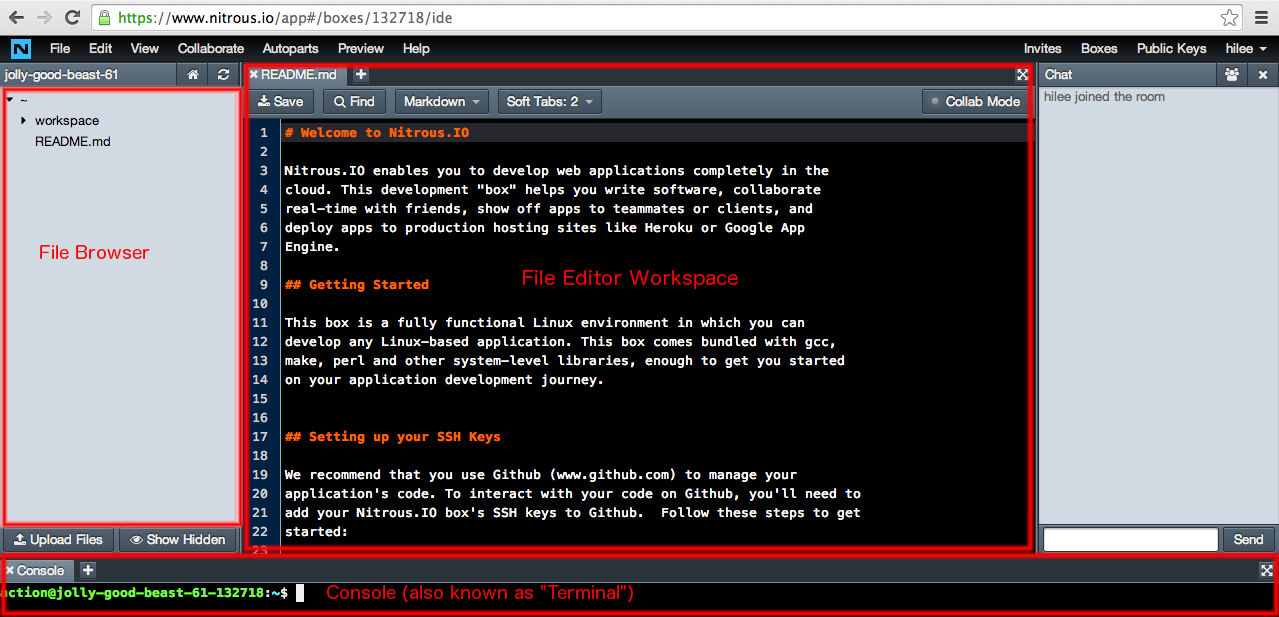 https://www.nitrous.io/app#/boxes/132718/ide
N File Edit View Collaborate Autoparts Preview Help Invites Boxes Public Keys hilee
jolly-good-beast-61
~
workspace
README.md
File Browser
Upload Files Show Hidden
README.md
Save Find Markdown Soft Tabs: 2 Collab Mode
1 # Welcome to Nitrous.IO
2
3 Nitrous.IO enables you to develop web applications completely in the
4 cloud. This development "box" helps you write software, collaborate
5 real-time with friends, show off apps to teammates or clients, and
6 deploy apps to production hosting sites like Heroku or Google App
7 Engine.
8
File Editor Workspace
9 ## Getting Started
10
11 This box is a fully functional Linux environment in which you can
12 develop any Linux-based application. This box comes bundled with gcc,
13 make, perl and other system-level libraries, enough to get you started
14 on your application development journey.
15
16
17 ## Setting up your SSH Keys
18
19 We recommend that you use Github (www.github.com) to manage your
20 application's code. To interact with your code on Github, you'll need to
21 add your Nitrous.IO box's SSH keys to Github.  Follow these steps to get
22 started:
23
Chat
hilee joined the room
Send
Console
action@jolly-good-beast-61-132718:~$
Console (also known as "Terminal")